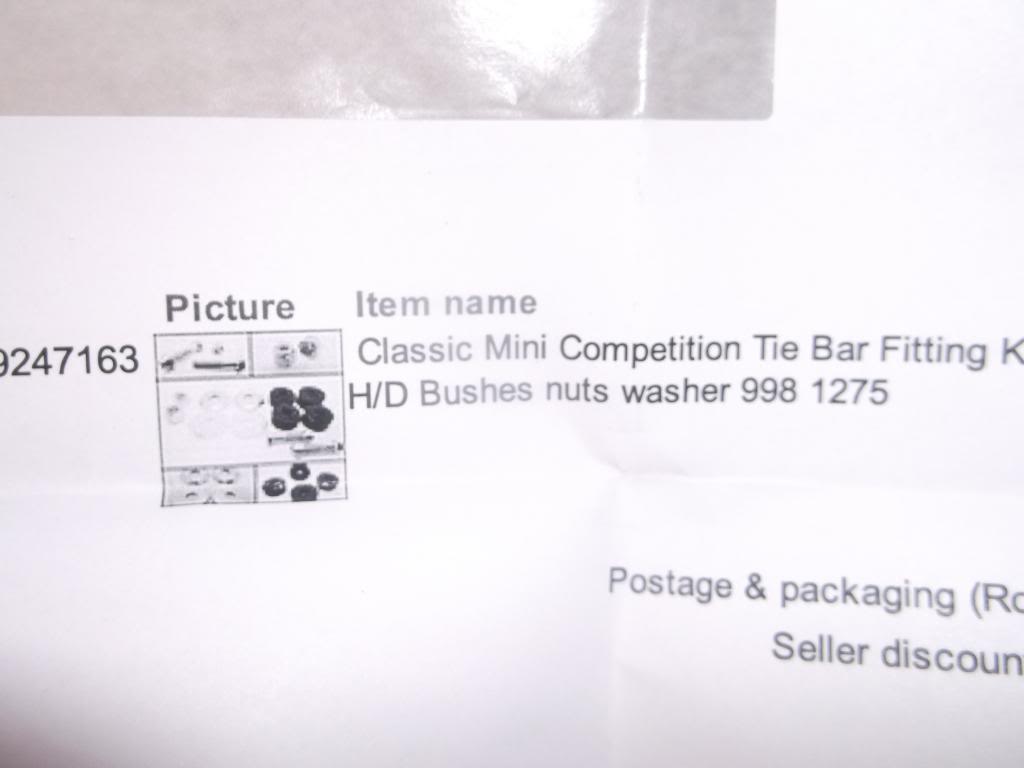 Picture Item name
9247163 Classic Mini Competition Tie Bar Fitting K
H/D Bushes nuts washer 998 1275
Postage & packaging (Ro
Seller discoun